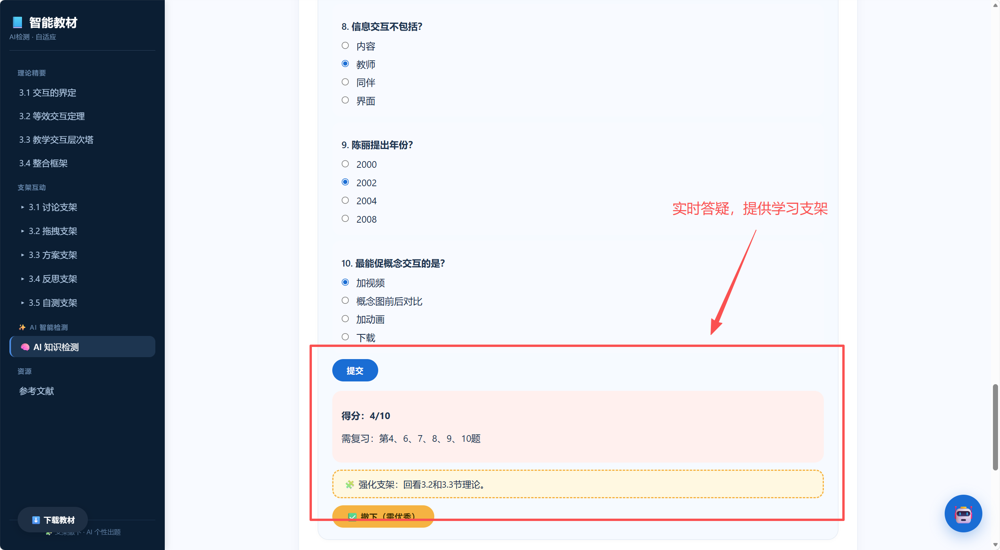 智能教材
AI检测 · 自适应
理论精要
3.1 交互的界定
3.2 等效交互定理
3.3 教学交互层次塔
3.4 整合框架
支架互动
3.1 讨论支架
3.2 拖拽支架
3.3 方案支架
3.4 反思支架
3.5 自测支架
AI 智能检测
AI 知识检测
资源
参考文献
下载教材
支架撤下 · AI 个性出题
8. 信息交互不包括？
内容
教师
同伴
界面
9. 陈丽提出年份？
2000
2002
2004
2008
实时答疑，提供学习支架
10. 最能促概念交互的是？
加视频
概念图前后对比
加动画
下载
提交
得分：4/10
需复习：第4、6、7、8、9、10题
强化支架：回看3.2和3.3节理论。
撤下（需优秀）